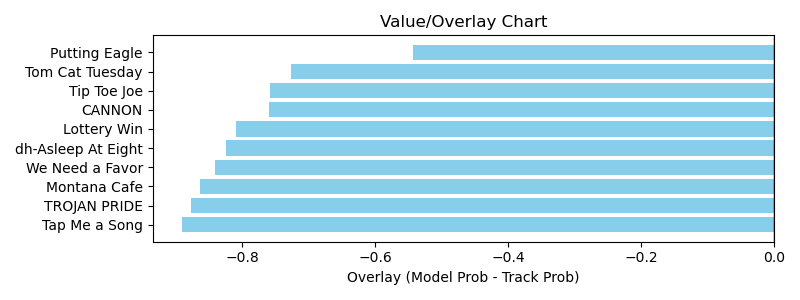 Value/Overlay Chart
Putting Eagle
Tom Cat Tuesday
Tip Toe Joe
CANNON
Lottery Win
dh-Asleep At Eight
We Need a Favor
Montana Cafe
TROJAN PRIDE
Tap Me a Song
−0.8 −0.6 −0.4 −0.2 0.0
Overlay (Model Prob - Track Prob)